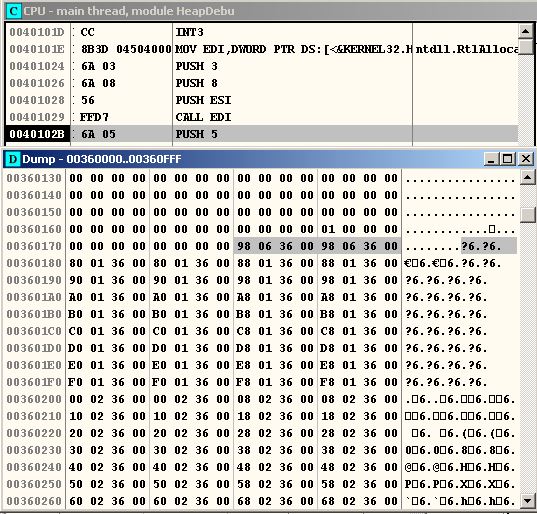 C CPU - main thread, module HeapDebu
0040101D : CC INT3
0040101E : 8B3D 04504000 MOV EDI,DWORD PTR DS:[<&KERNEL32.H ntdll.RtlAlloca
00401024 : 6A 03 PUSH 3
00401026 : 6A 08 PUSH 8
00401028 : 56 PUSH ESI
00401029 : FFD7 CALL EDI
0040102B : 6A 05 PUSH 5
D Dump - 00360000..00360FFF
00360130 00 00 00 00 00 00 00 00 00 00 00 00 00 00 00 00 ................
00360140 00 00 00 00 00 00 00 00 00 00 00 00 00 00 00 00 ................
00360150 00 00 00 00 00 00 00 00 00 00 00 00 00 00 00 00 ................
00360160 00 00 00 00 00 00 00 00 00 00 00 00 01 00 00 00 ............□...
00360170 00 00 00 00 00 00 00 00 98 06 36 00 98 06 36 00 ........?6.?6.
00360180 80 01 36 00 80 01 36 00 88 01 36 00 88 01 36 00 €□6.€□6.?6.?6.
00360190 90 01 36 00 90 01 36 00 98 01 36 00 98 01 36 00 ?6.?6.?6.?6.
003601A0 A0 01 36 00 A0 01 36 00 A8 01 36 00 A8 01 36 00 ?6.?6.?6.?6.
003601B0 B0 01 36 00 B0 01 36 00 B8 01 36 00 B8 01 36 00 ?6.?6.?6.?6.
003601C0 C0 01 36 00 C0 01 36 00 C8 01 36 00 C8 01 36 00 ?6.?6.?6.?6.
003601D0 D0 01 36 00 D0 01 36 00 D8 01 36 00 D8 01 36 00 ?6.?6.?6.?6.
003601E0 E0 01 36 00 E0 01 36 00 E8 01 36 00 E8 01 36 00 ?6.?6.?6.?6.
003601F0 F0 01 36 00 F0 01 36 00 F8 01 36 00 F8 01 36 00 ?6.?6.?6.?6.
00360200 00 02 36 00 00 02 36 00 08 02 36 00 08 02 36 00 .□6..□6.□□6.□□6.
00360210 10 02 36 00 10 02 36 00 18 02 36 00 18 02 36 00 □□6.□□6.□□6.□□6.
00360220 20 02 36 00 20 02 36 00 28 02 36 00 28 02 36 00 □6. □6.(□6.(□6.
00360230 30 02 36 00 30 02 36 00 38 02 36 00 38 02 36 00 0□6.0□6.8□6.8□6.
00360240 40 02 36 00 40 02 36 00 48 02 36 00 48 02 36 00 @□6.@□6.H□6.H□6.
00360250 50 02 36 00 50 02 36 00 58 02 36 00 58 02 36 00 P□6.P□6.X□6.X□6.
00360260 60 02 36 00 60 02 36 00 68 02 36 00 68 02 36 00 `□6.`□6.h□6.h□6.